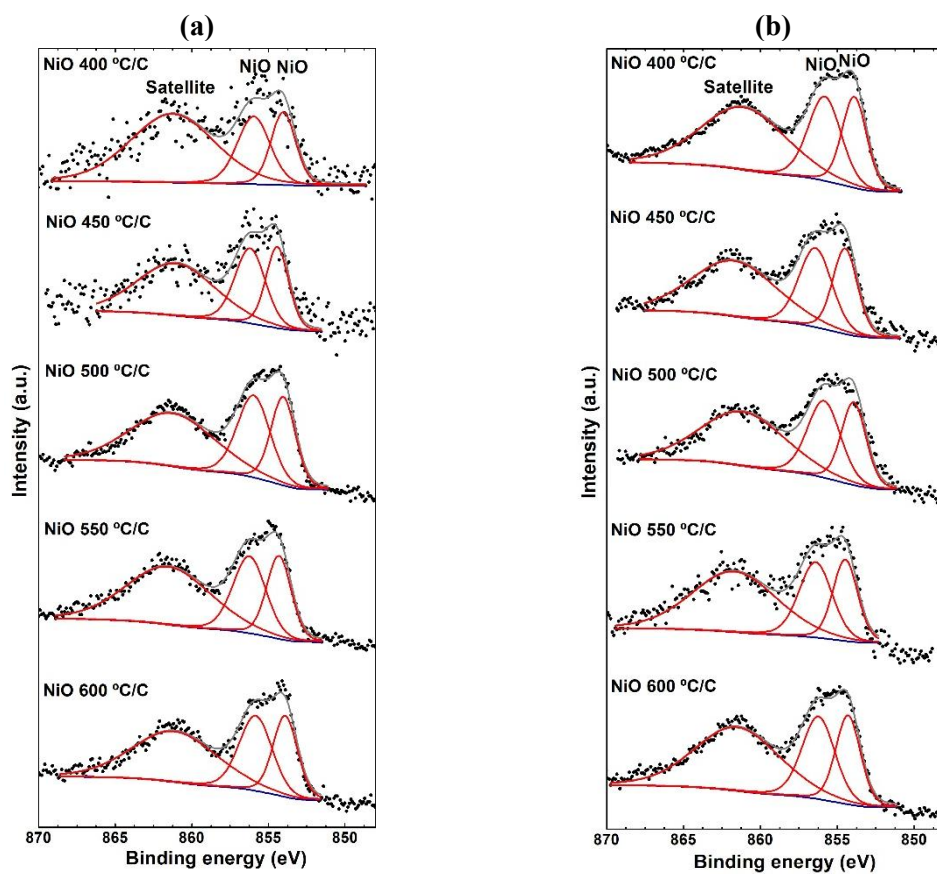 (a)
NiO 400 ºC/C
Satellite
NiO NiO
NiO 450 ºC/C
NiO 500 ºC/C
NiO 550 ºC/C
NiO 600 ºC/C
Intensity (a.u.)
870 865 860 855 850
Binding energy (eV)
(b)
NiO 400 ºC/C
Satellite
NiO NiO
NiO 450 ºC/C
NiO 500 ºC/C
NiO 550 ºC/C
NiO 600 ºC/C
Intensity (a.u.)
870 865 860 855 850
Binding energy (eV)